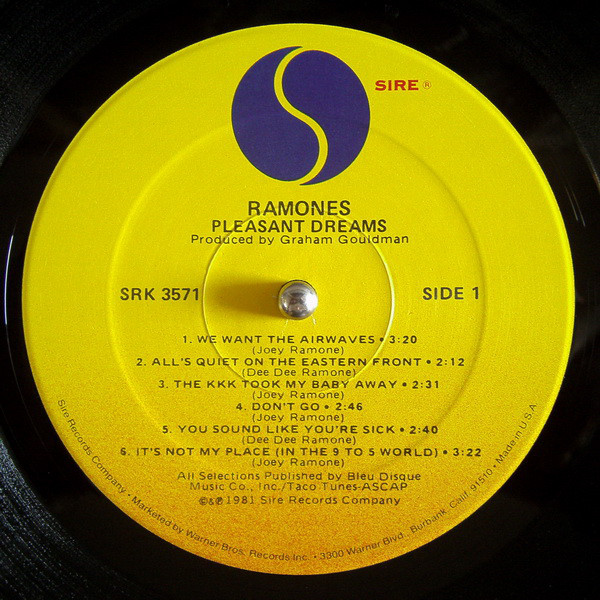 SIRE ®
RAMONES
PLEASANT DREAMS
Produced by Graham Gouldman
SRK 3571
SIDE 1
1. WE WANT THE AIRWAVES • 3:20
(Joey Ramone)
2. ALL'S QUIET ON THE EASTERN FRONT • 2:12
(Dee Dee Ramone)
3. THE KKK TOOK MY BABY AWAY • 2:31
(Joey Ramone)
4. DON'T GO • 2:46
(Joey Ramone)
5. YOU SOUND LIKE YOU'RE SICK • 2:40
(Dee Dee Ramone)
6. IT'S NOT MY PLACE (IN THE 9 TO 5 WORLD) • 3:22
(Joey Ramone)
All Selections Published by Bleu Disque
Music Co., Inc./Taco Tunes-ASCAP
©&℗ 1981 Sire Records Company
Sire Records Company • Marketed by Warner Bros. Records Inc. • 3300 Warner Blvd., Burbank, Calif. 91510 • Made in U.S.A.